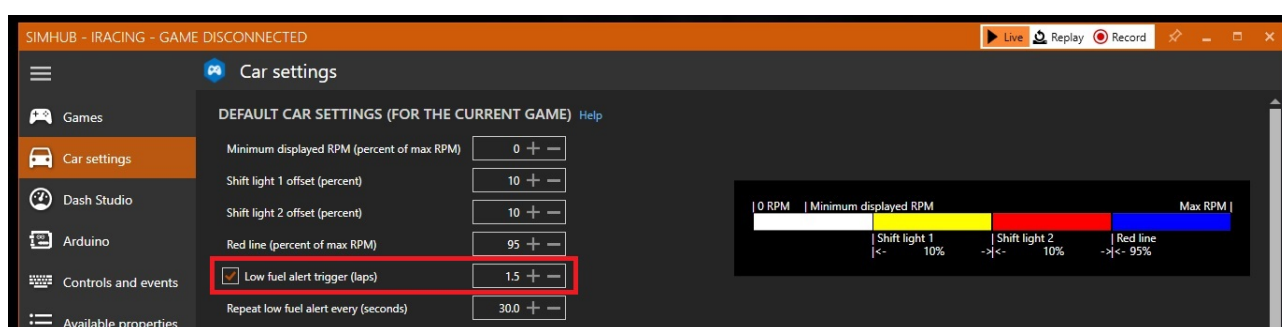 SIMHUB - IRACING - GAME DISCONNECTED
Live Replay Record
Car settings
Games
Car settings
Dash Studio
Arduino
Controls and events
Available properties
DEFAULT CAR SETTINGS (FOR THE CURRENT GAME) Help
Minimum displayed RPM (percent of max RPM) 0 + −
Shift light 1 offset (percent) 10 + −
Shift light 2 offset (percent) 10 + −
Red line (percent of max RPM) 95 + −
Low fuel alert trigger (laps) 1.5 + −
Repeat low fuel alert every (seconds) 30.0 + −
| 0 RPM | Minimum displayed RPM Max RPM |
| Shift light 1 | Shift light 2 | Red line
|<- 10% ->|<- 10% ->|<- 95%